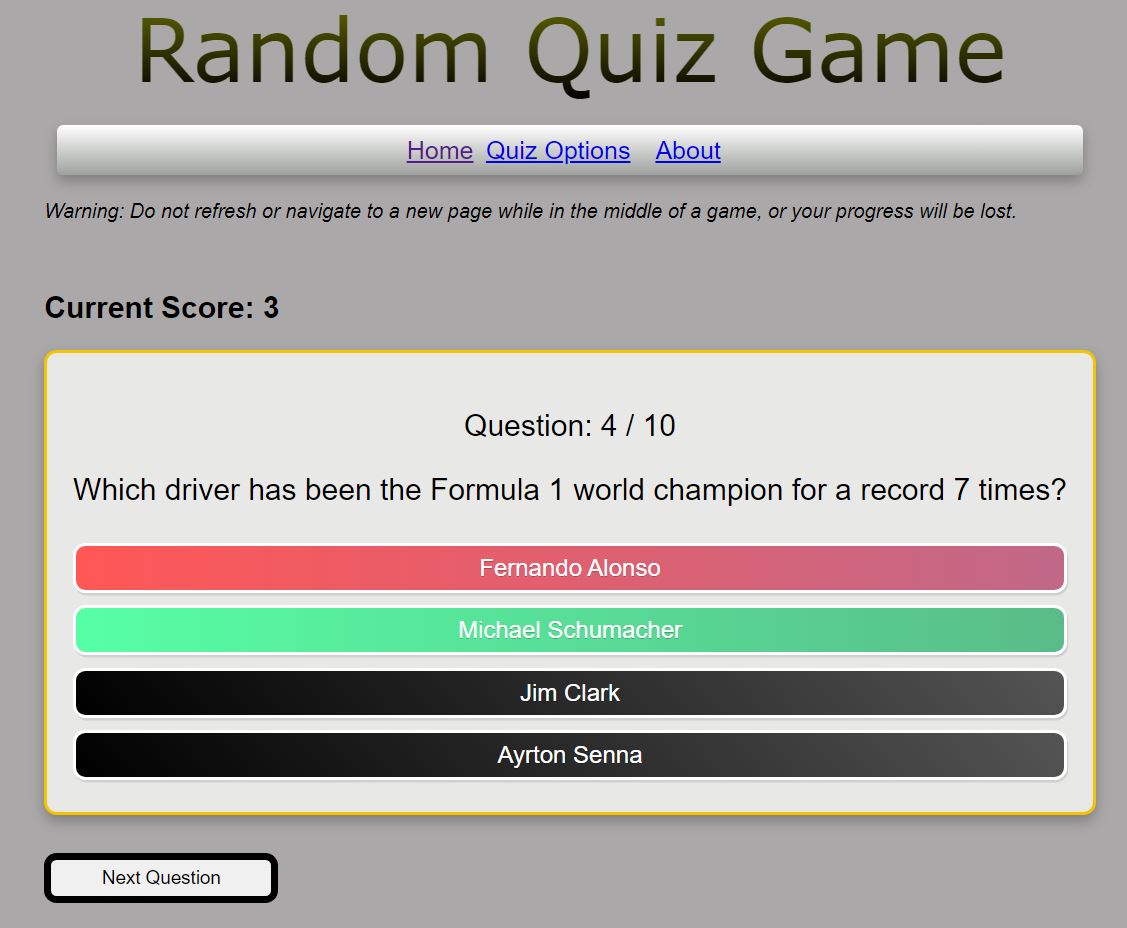 Random Quiz Game
Home Quiz Options About
Warning: Do not refresh or navigate to a new page while in the middle of a game, or your progress will be lost.
Current Score: 3
Question: 4 / 10
Which driver has been the Formula 1 world champion for a record 7 times?
Fernando Alonso
Michael Schumacher
Jim Clark
Ayrton Senna
Next Question